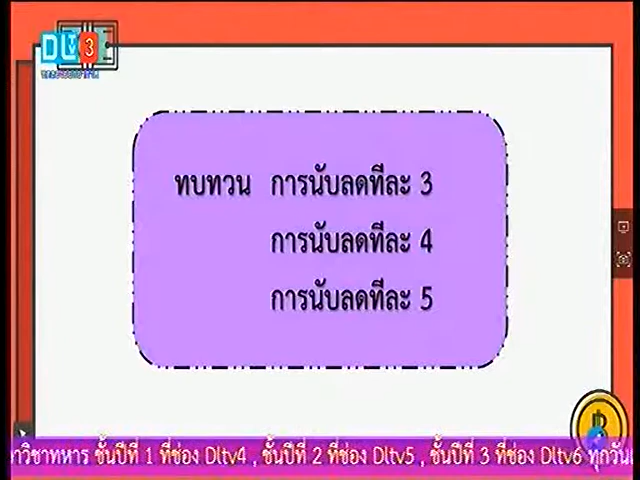 DLTV 3
ทบทวน การนับลดทีละ 3
การนับลดทีละ 4
การนับลดทีละ 5
าวิชาทหาร ชั้นปีที่ 1 ที่ช่อง Dltv4 , ชั้นปีที่ 2 ที่ช่อง Dltv5 , ชั้นปีที่ 3 ที่ช่อง Dltv6 ทุกวัน